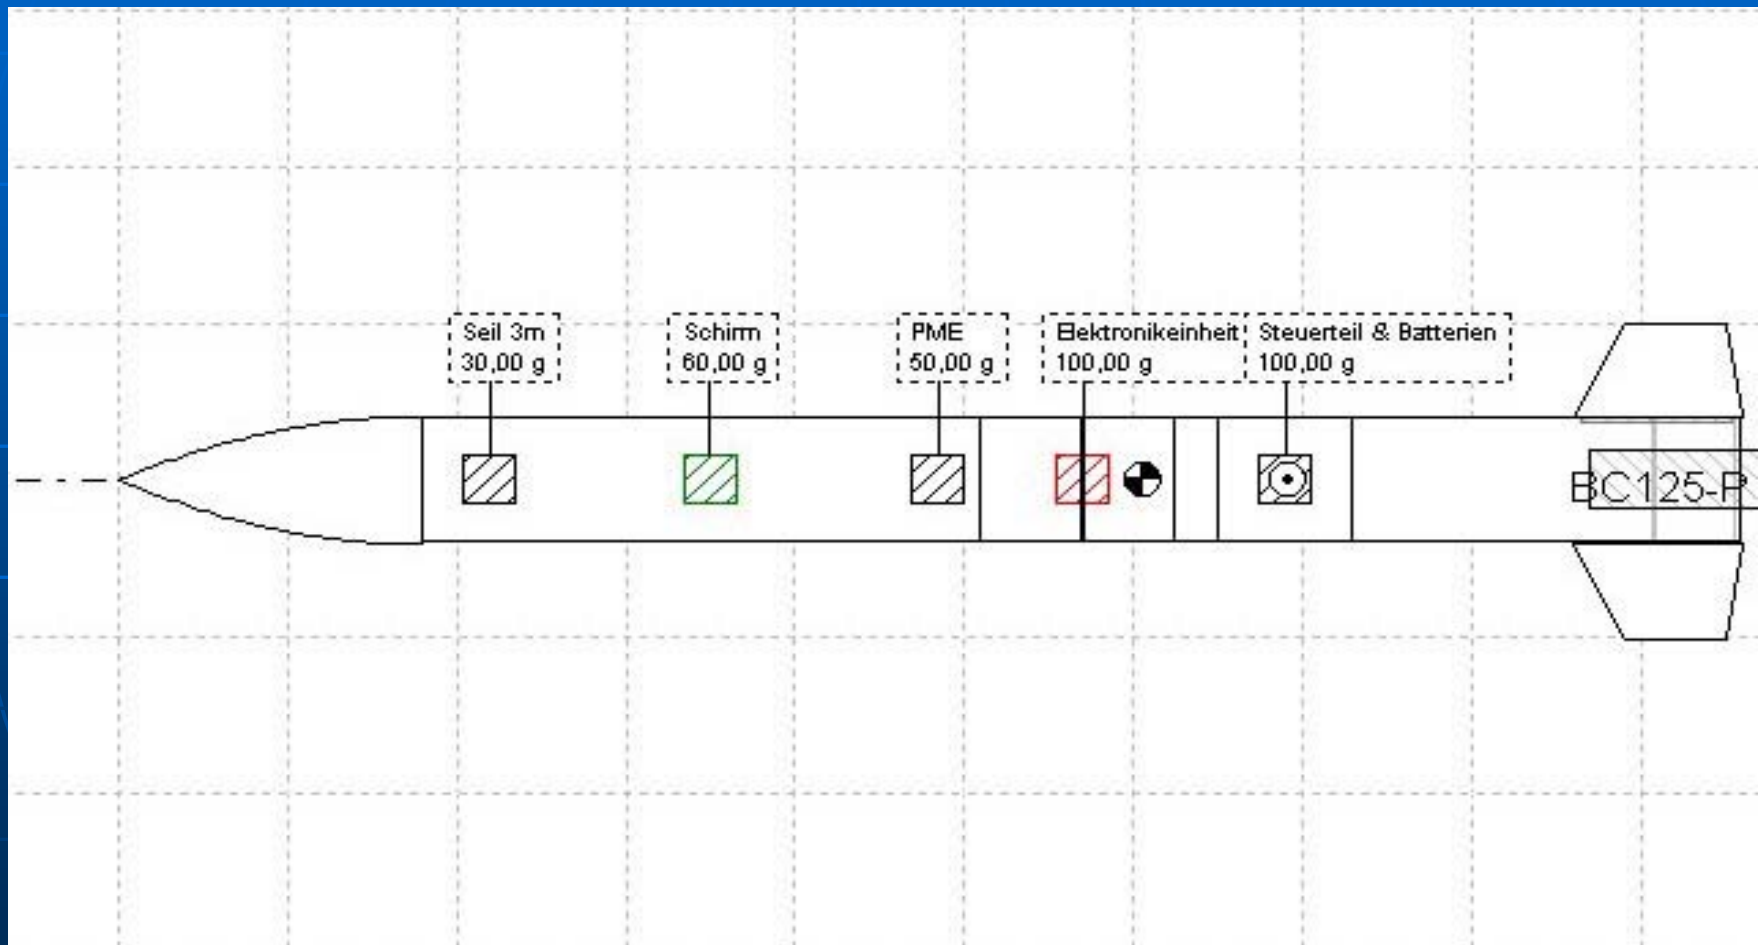 Seil 3m
30,00 g
Schirm
60,00 g
PME
50,00 g
Elektronikeinheit
100,00 g
Steuerteil & Batterien
100,00 g
BC125-P